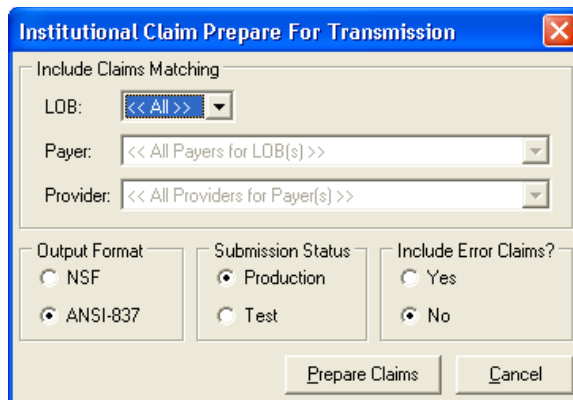 Institutional Claim Prepare For Transmission
Include Claims Matching
LOB: << All >>
Payer: << All Payers for LOB(s) >>
Provider: << All Providers for Payer(s) >>
Output Format
NSF
ANSI-837
Submission Status
Production
Test
Include Error Claims?
Yes
No
Prepare Claims Cancel